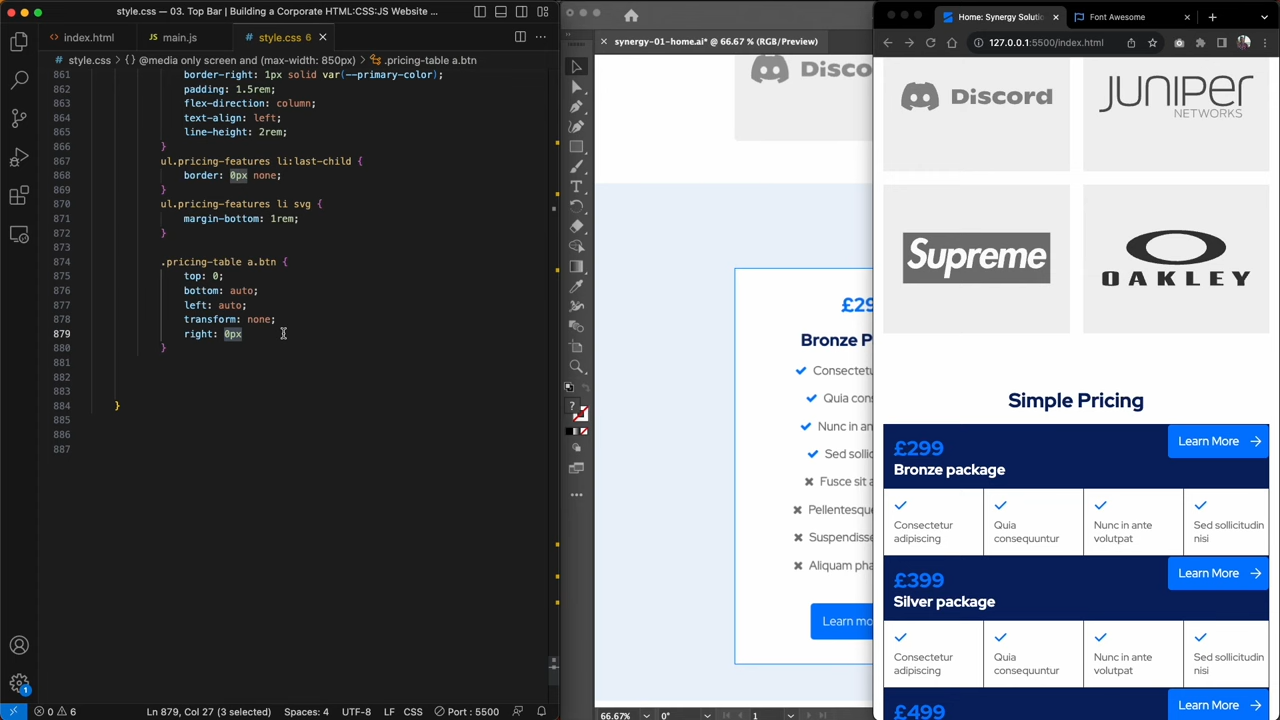 style.css — 03. Top Bar | Building a Corporate HTML:CSS:JS Website ...
index.html
main.js
style.css 6
style.css > {} @media only screen and (max-width: 850px) > .pricing-table a.btn
861 border-right: 1px solid var(--primary-color);
862 padding: 1.5rem;
863 flex-direction: column;
864 text-align: left;
865 line-height: 2rem;
866 }
867 ul.pricing-features li:last-child {
868 border: 0px none;
869 }
870 ul.pricing-features li svg {
871 margin-bottom: 1rem;
872 }
873
874 .pricing-table a.btn {
875 top: 0;
876 bottom: auto;
877 left: auto;
878 transform: none;
879 right: 0px
880 }
881
882
883
884 }
885
886
887
1
0 6
Ln 879, Col 27 (3 selected)
Spaces: 4
UTF-8
LF
CSS
Port : 5500
synergy-01-home.ai* @ 66.67 % (RGB/Preview)
Disco
£29
Bronze P
Consectetu
Quia cons
Nunc in an
Sed sollic
Fusce sit a
Pellentesque
Suspendisse
Aliquam pha
Learn mo
?
66.67%
0°
1
Home: Synergy Soluti
Font Awesome
127.0.0.1:5500/index.html
Discord
JUNIPER
NETWORKS
Supreme
OAKLEY
Simple Pricing
£299
Learn More
Bronze package
Consectetur adipiscing
Quia consequuntur
Nunc in ante volutpat
Sed sollicitudin nisi
£399
Learn More
Silver package
Consectetur adipiscing
Quia consequuntur
Nunc in ante volutpat
Sed sollicitudin nisi
£499
Learn More